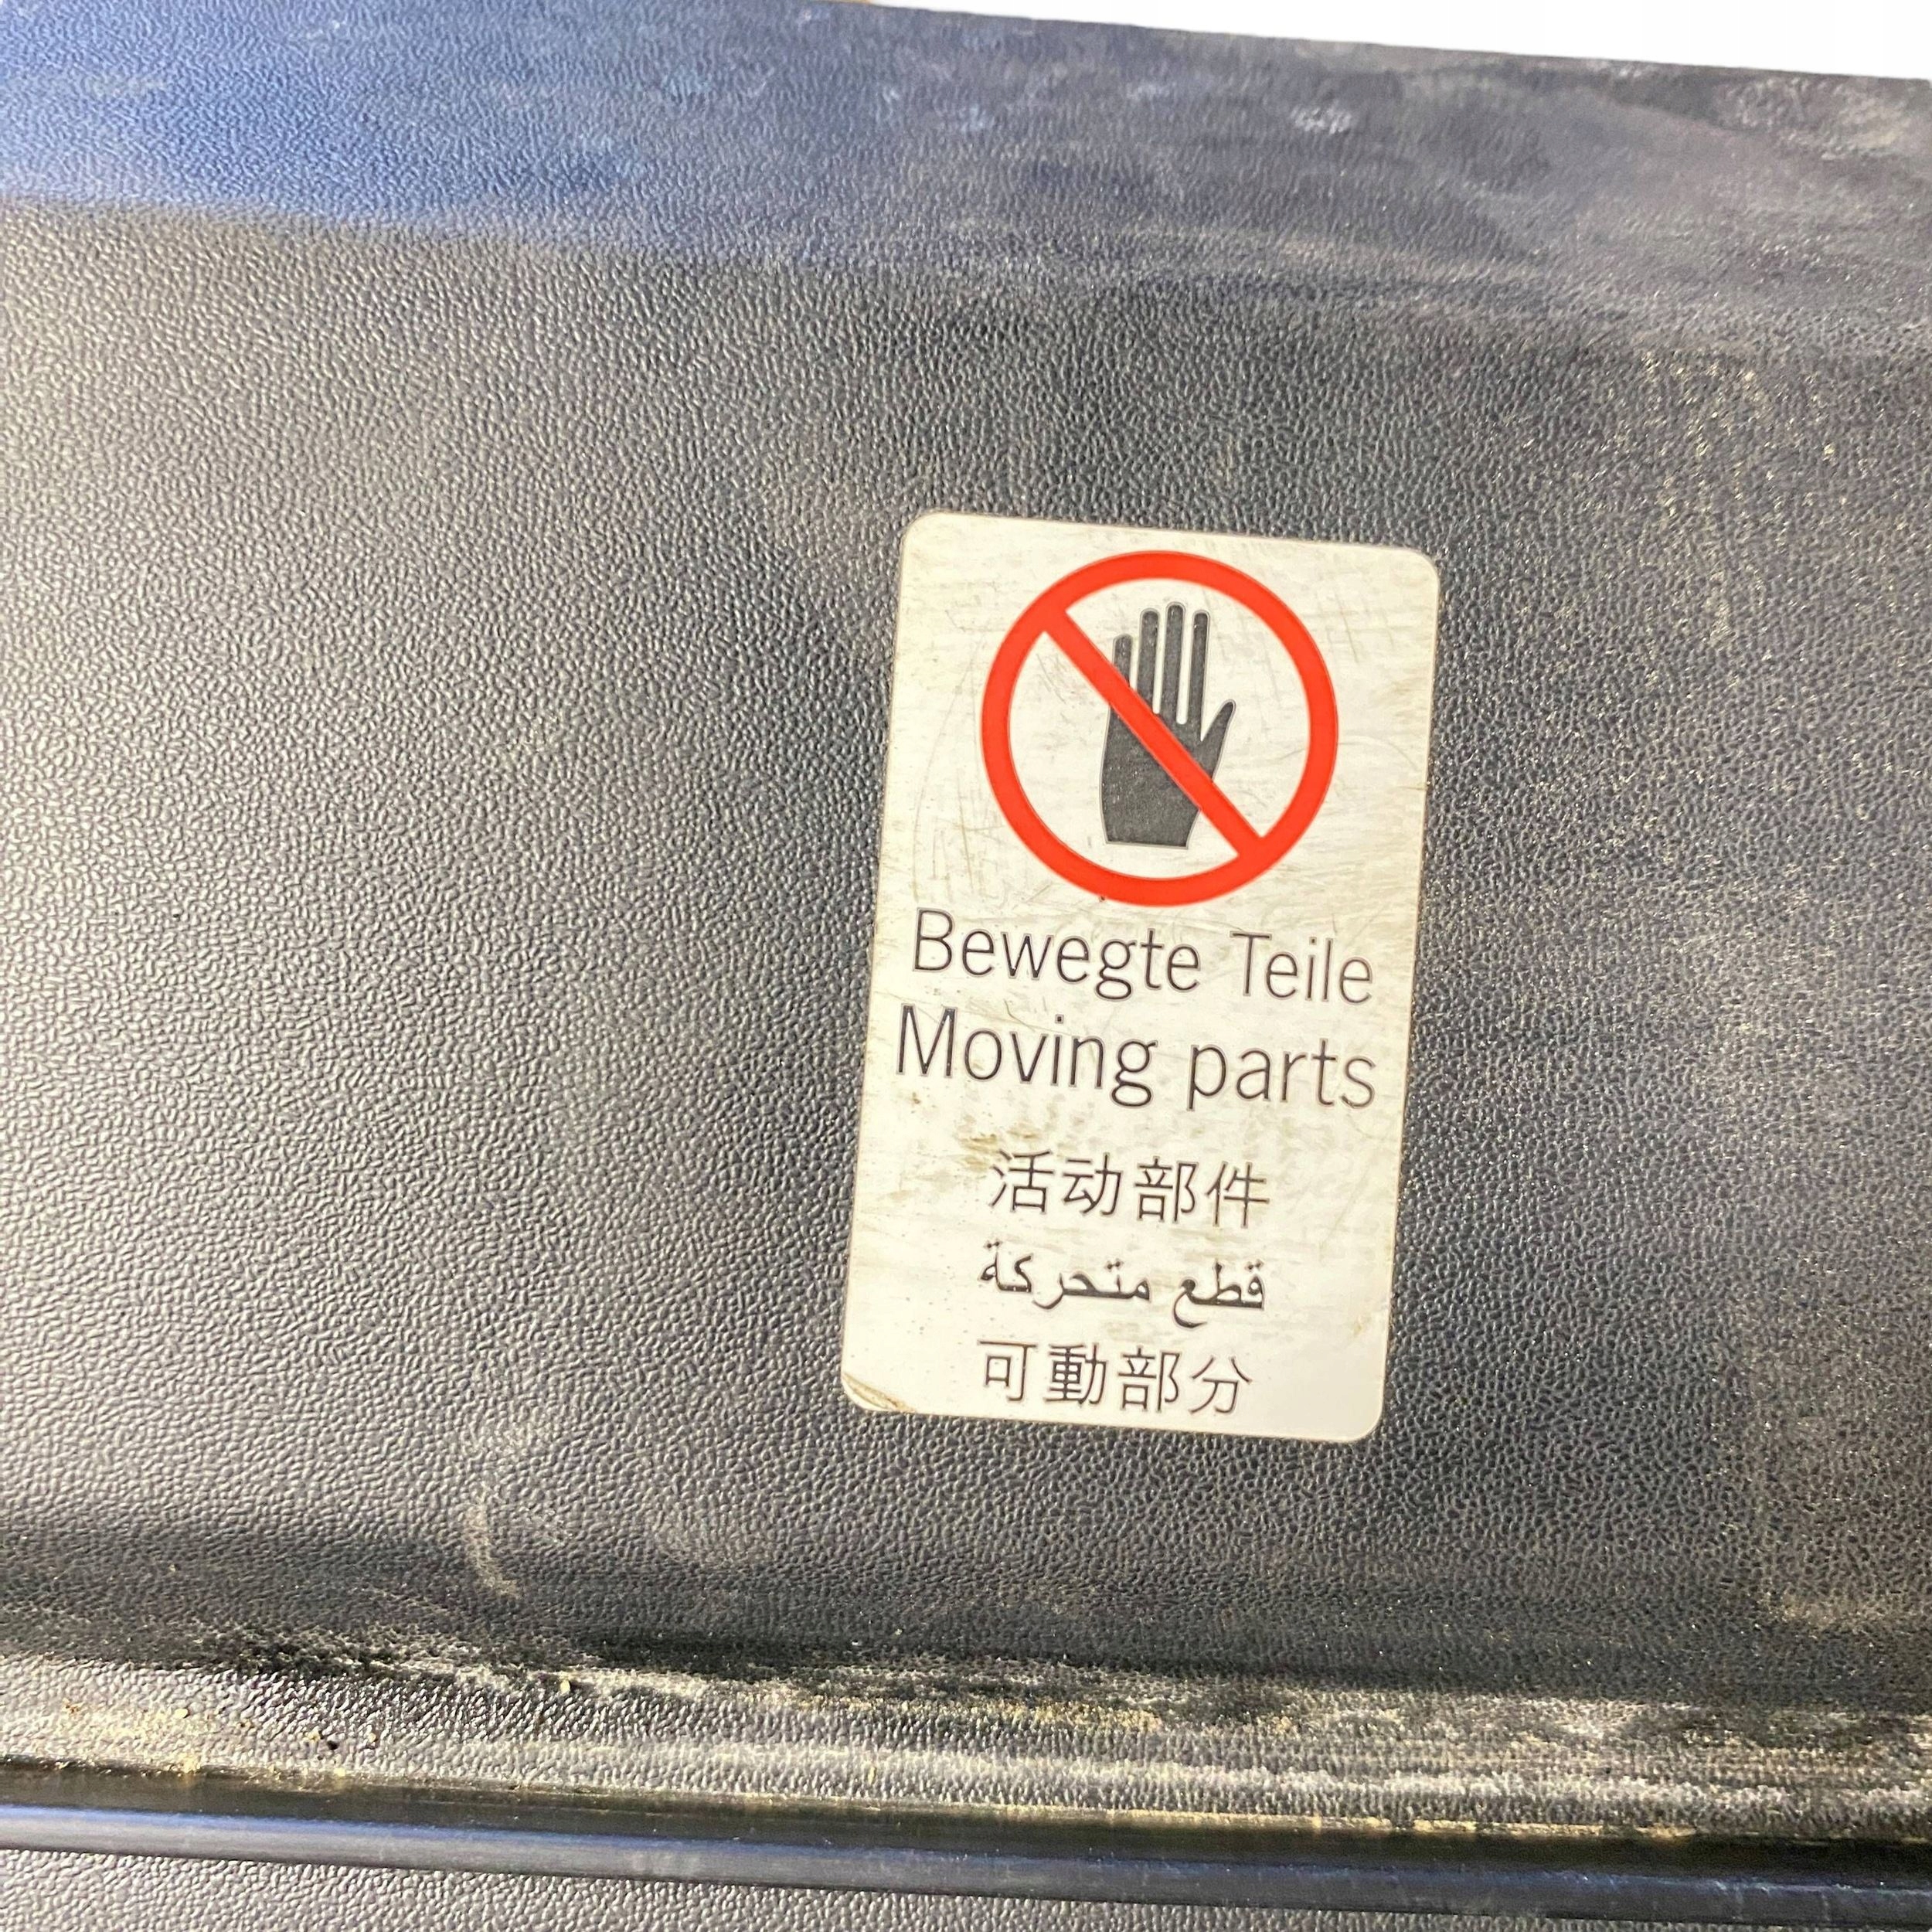 Bewegte Teile
Moving parts
活动部件
قطع متحركة
可動部分